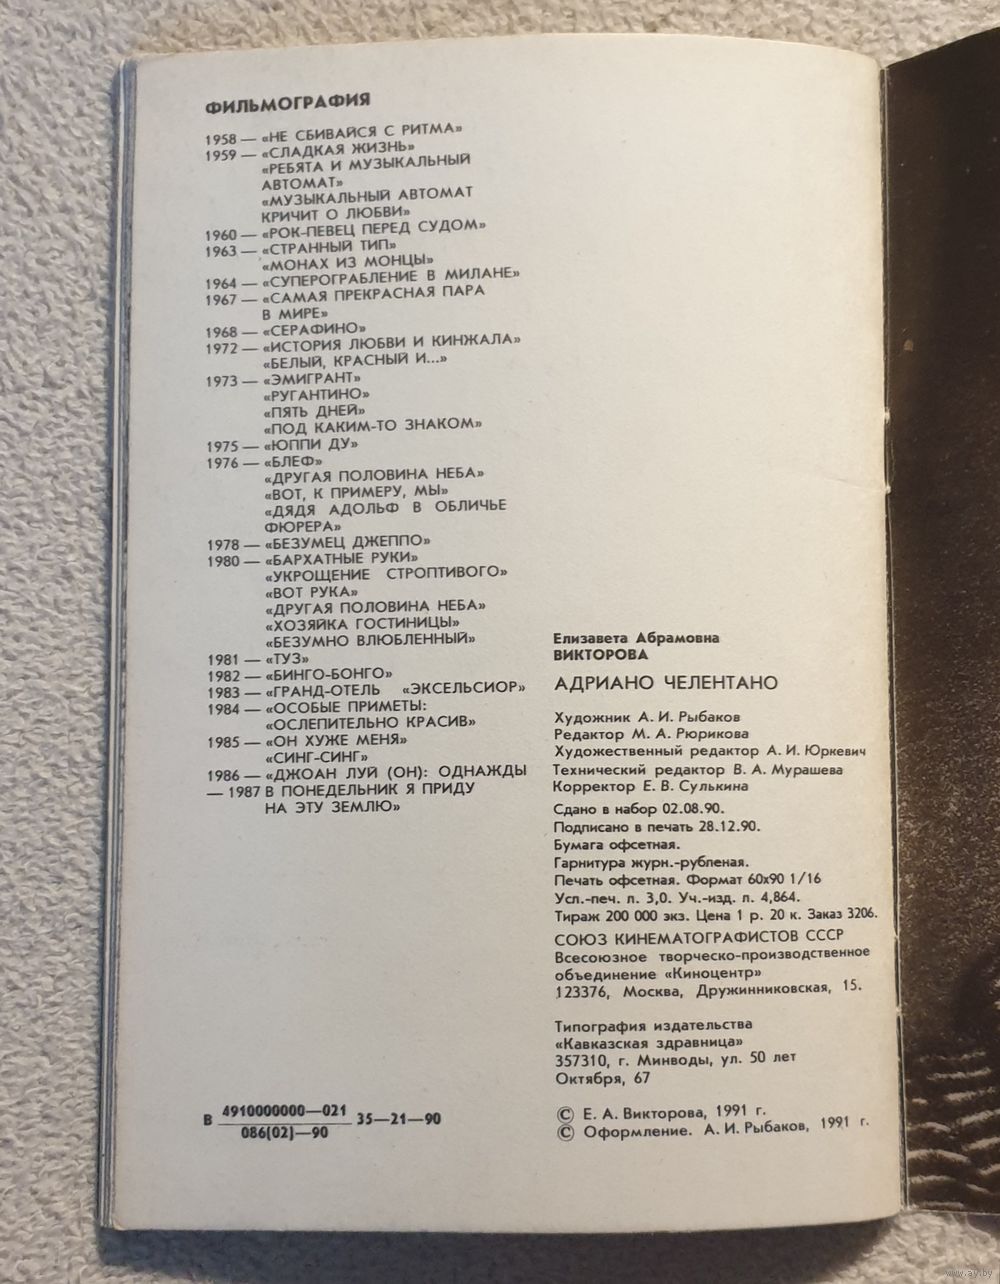 ФИЛЬМОГРАФИЯ
1958 — «НЕ СБИВАЙСЯ С РИТМА»
1959 — «СЛАДКАЯ ЖИЗНЬ»
«РЕБЯТА И МУЗЫКАЛЬНЫЙ
АВТОМАТ»
«МУЗЫКАЛЬНЫЙ АВТОМАТ
КРИЧИТ О ЛЮБВИ»
1960 — «РОК-ПЕВЕЦ ПЕРЕД СУДОМ»
1963 — «СТРАННЫЙ ТИП»
«МОНАХ ИЗ МОНЦЫ»
1964 — «СУПЕРОГРАБЛЕНИЕ В МИЛАНЕ»
1967 — «САМАЯ ПРЕКРАСНАЯ ПАРА
В МИРЕ»
1968 — «СЕРАФИНО»
1972 — «ИСТОРИЯ ЛЮБВИ И КИНЖАЛА»
«БЕЛЫЙ, КРАСНЫЙ И...»
1973 — «ЭМИГРАНТ»
«РУГАНТИНО»
«ПЯТЬ ДНЕЙ»
«ПОД КАКИМ-ТО ЗНАКОМ»
1975 — «ЮППИ ДУ»
1976 — «БЛЕФ»
«ДРУГАЯ ПОЛОВИНА НЕБА»
«ВОТ, К ПРИМЕРУ, МЫ»
«ДЯДЯ АДОЛЬФ В ОБЛИЧЬЕ
ФЮРЕРА»
1978 — «БЕЗУМЕЦ ДЖЕППО»
1980 — «БАРХАТНЫЕ РУКИ»
«УКРОЩЕНИЕ СТРОПТИВОГО»
«ВОТ РУКА»
«ДРУГАЯ ПОЛОВИНА НЕБА»
«ХОЗЯЙКА ГОСТИНИЦЫ»
«БЕЗУМНО ВЛЮБЛЕННЫЙ»
1981 — «ТУЗ»
1982 — «БИНГО-БОНГО»
1983 — «ГРАНД-ОТЕЛЬ «ЭКСЕЛЬСИОР»
1984 — «ОСОБЫЕ ПРИМЕТЫ:
«ОСЛЕПИТЕЛЬНО КРАСИВ»
1985 — «ОН ХУЖЕ МЕНЯ»
«СИНГ-СИНГ»
1986 — «ДЖОАН ЛУЙ (ОН): ОДНАЖДЫ
— 1987 В ПОНЕДЕЛЬНИК Я ПРИДУ
НА ЭТУ ЗЕМЛЮ»
В 4910000000—021 35—21—90
086(02)—90
Елизавета Абрамовна
ВИКТОРОВА
АДРИАНО ЧЕЛЕНТАНО
Художник А. И. Рыбаков
Редактор М. А. Рюрикова
Художественный редактор А. И. Юркевич
Технический редактор В. А. Мурашева
Корректор Е. В. Сулькина
Сдано в набор 02.08.90.
Подписано в печать 28.12.90.
Бумага офсетная.
Гарнитура журн.-рубленая.
Печать офсетная. Формат 60х90 1/16
Усл.-печ. л. 3,0. Уч.-изд. л. 4,864.
Тираж 200 000 экз. Цена 1 р. 20 к. Заказ 3206.
СОЮЗ КИНЕМАТОГРАФИСТОВ СССР
Всесоюзное творческо-производственное
объединение «Киноцентр»
123376, Москва, Дружинниковская, 15.
Типография издательства
«Кавказская здравница»
357310, г. Минводы, ул. 50 лет
Октября, 67
© Е. А. Викторова, 1991 г.
© Оформление. А. И. Рыбаков, 1991 г.
www.ay.by